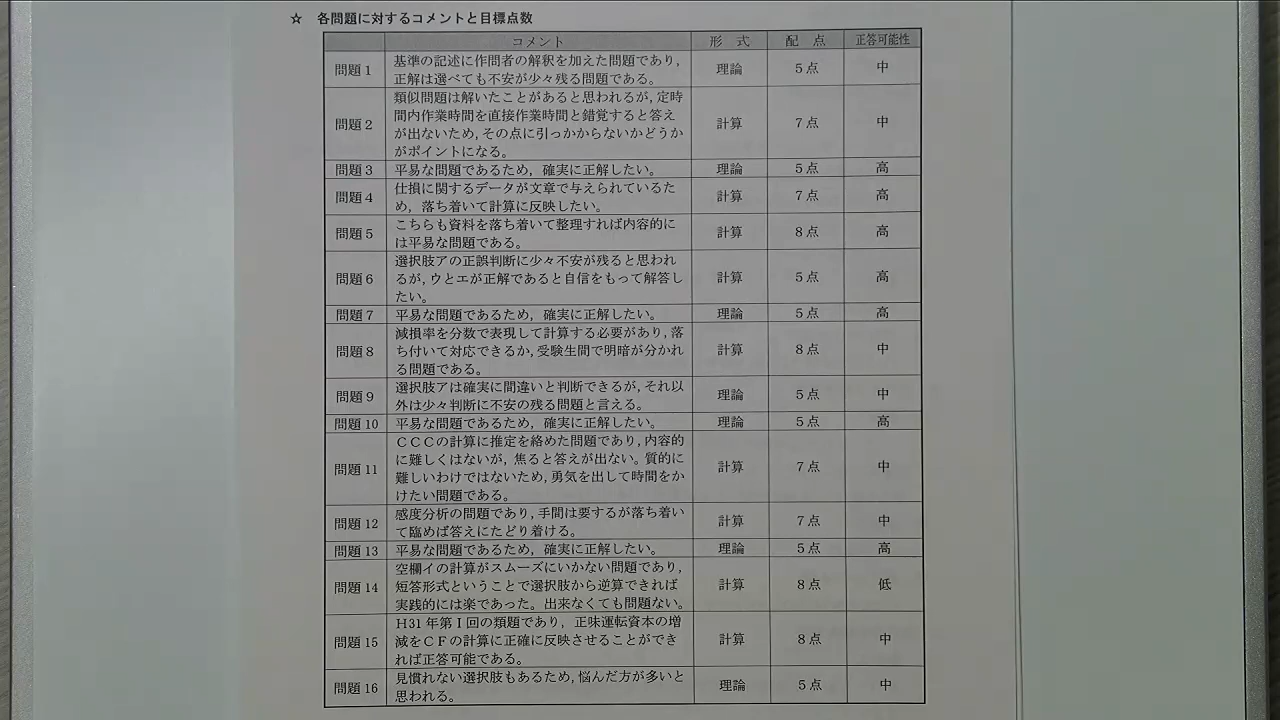 ☆ 各問題に対するコメントと目標点数
コメント 形 式 配 点 正答可能性
問題1 基準の記述に作問者の解釈を加えた問題であり,
正解は選べても不安が少々残る問題である。 理論 5点 中
問題2 類似問題は解いたことがあると思われるが,定時
間内作業時間を直接作業時間と錯覚すると答え
が出ないため,その点に引っかからないかどうか
がポイントになる。 計算 7点 中
問題3 平易な問題であるため,確実に正解したい。 理論 5点 高
問題4 仕損に関するデータが文章で与えられているた
め,落ち着いて計算に反映したい。 計算 7点 高
問題5 こちらも資料を落ち着いて整理すれば内容的に
は平易な問題である。 計算 8点 高
問題6 選択肢アの正誤判断に少々不安が残ると思われ
るが,ウとエが正解であると自信をもって解答し
たい。 計算 5点 高
問題7 平易な問題であるため,確実に正解したい。 理論 5点 高
問題8 減損率を分数で表現して計算する必要があり,落
ち付いて対応できるか,受験生間で明暗が分かれ
る問題である。 計算 8点 中
問題9 選択肢アは確実に間違いと判断できるが,それ以
外は少々判断に不安の残る問題と言える。 理論 5点 中
問題10 平易な問題であるため,確実に正解したい。 理論 5点 高
問題11 CCCの計算に推定を絡めた問題であり,内容的
に難しくはないが,焦ると答えが出ない。質的に
難しいわけではないため,勇気を出して時間をか
けたい問題である。 計算 7点 中
問題12 感度分析の問題であり,手間は要するが落ち着い
て臨めば答えにたどり着ける。 計算 7点 中
問題13 平易な問題であるため,確実に正解したい。 理論 5点 高
問題14 空欄イの計算がスムーズにいかない問題であり,
短答形式ということで選択肢から逆算できれば
実践的には楽であった。出来なくても問題ない。 計算 8点 低
問題15 H31年第Ⅰ回の類題であり,正味運転資本の増
減をCFの計算に正確に反映させることができ
れば正答可能である。 計算 8点 中
問題16 見慣れない選択肢もあるため,悩んだ方が多いと
思われる。 理論 5点 中